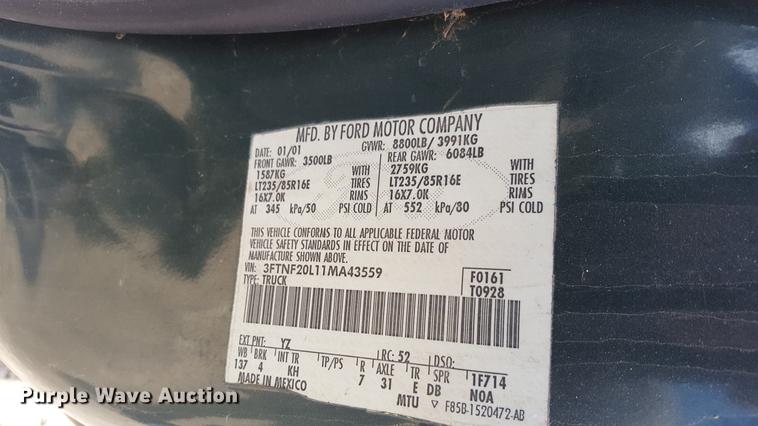 MFD. BY FORD MOTOR COMPANY
DATE: 01/01 GVWR: 8800LB/ 3991KG
FRONT GAWR: 3500LB REAR GAWR: 6084LB
1587KG WITH 2759KG WITH
LT235/85R16E TIRES LT235/85R16E TIRES
16X7.0K RIMS 16X7.0K RIMS
AT 345 kPa/50 PSI COLD AT 552 kPa/80 PSI COLD
THIS VEHICLE CONFORMS TO ALL APPLICABLE FEDERAL MOTOR
VEHICLE SAFETY STANDARDS IN EFFECT ON THE DATE OF
MANUFACTURE SHOWN ABOVE.
VIN: 3FTNF20L11MA43559 F0161
TYPE: TRUCK T0928
EXT PNT: YZ RC: 52 DSO:
WB BRK INT TR TP/PS R AXLE TR SPR 1F714
137 4 KH 7 31 E DB N0A
MADE IN MEXICO MTU ▽ F85B-1520472-AB
Purple Wave Auction